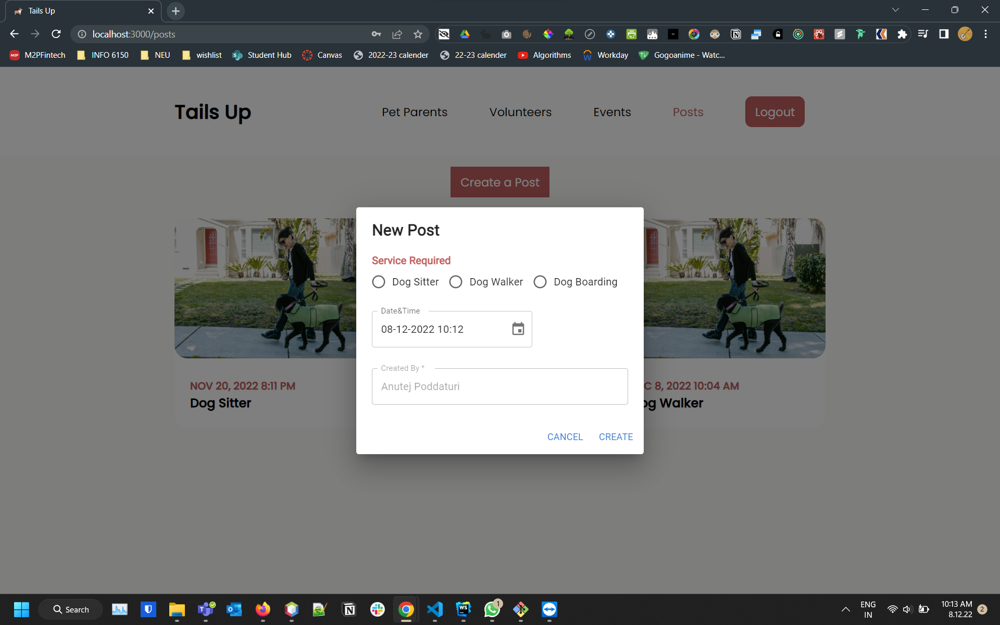 Tails Up
localhost:3000/posts
M2P M2PFintech INFO 6150 NEU wishlist Student Hub Canvas 2022-23 calender 22-23 calender Algorithms Workday Gogoanime - Watc...
Tails Up Pet Parents Volunteers Events Posts Logout
Create a Post
New Post
Service Required
Dog Sitter Dog Walker Dog Boarding
Date&Time
08-12-2022 10:12
Created By *
Anutej Poddaturi
CANCEL CREATE
NOV 20, 2022 8:11 PM
Dog Sitter
C 8, 2022 10:04 AM
og Walker
Search
WS
1
ENG
IN
10:13 AM
8.12.22
2